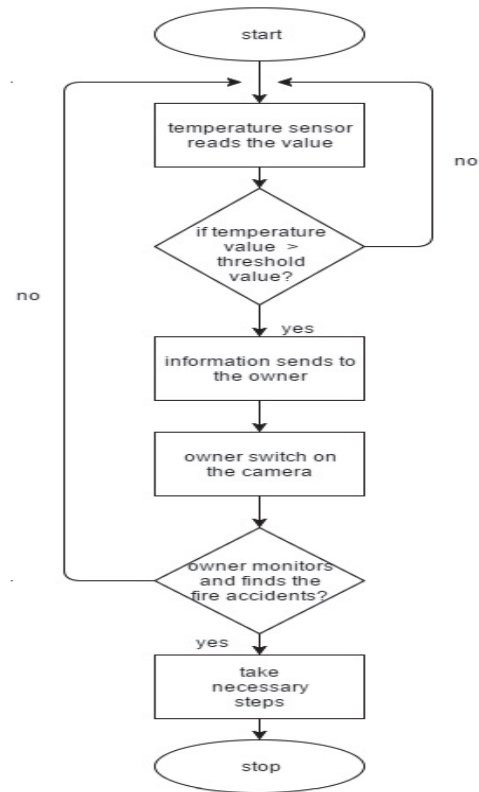 start
temperature sensor
reads the value
no
if temperature
value >
threshold
value?
no
yes
information sends to
the owner
owner switch on
the camera
owner monitors
and finds the
fire accidents?
yes
take
necessary
steps
stop